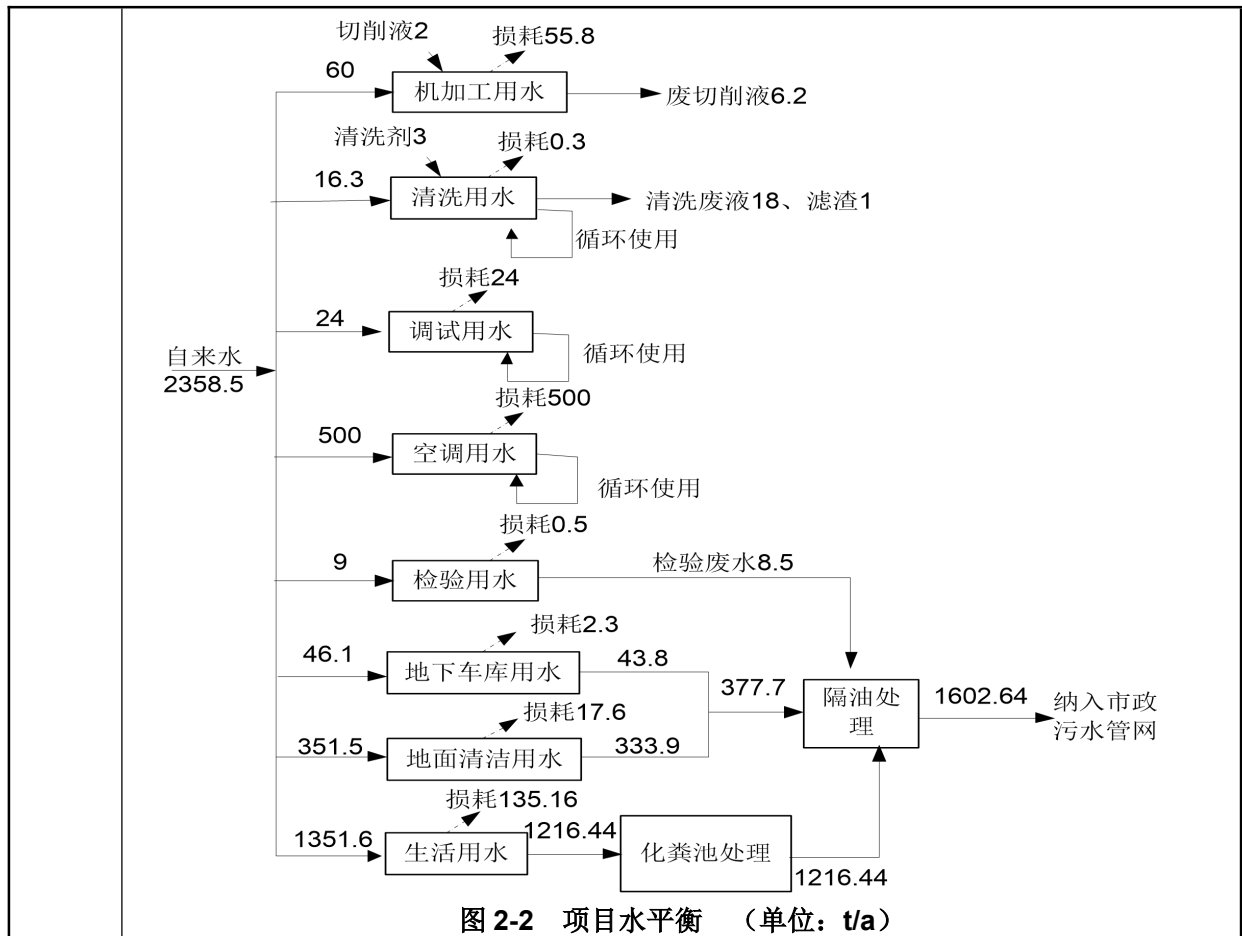 切削液2
损耗55.8
60
机加工用水
废切削液6.2
清洗剂3
损耗0.3
16.3
清洗用水
清洗废液18、滤渣1
循环使用
损耗24
24
调试用水
循环使用
自来水
2358.5
损耗500
500
空调用水
循环使用
损耗0.5
9
检验用水
检验废水8.5
损耗2.3
46.1
地下车库用水
43.8
377.7
隔油处
理
1602.64
纳入市政
污水管网
损耗17.6
351.5
地面清洁用水
333.9
损耗135.16
1351.6
生活用水
1216.44
化粪池处理
1216.44
图 2-2 项目水平衡 （单位：t/a）